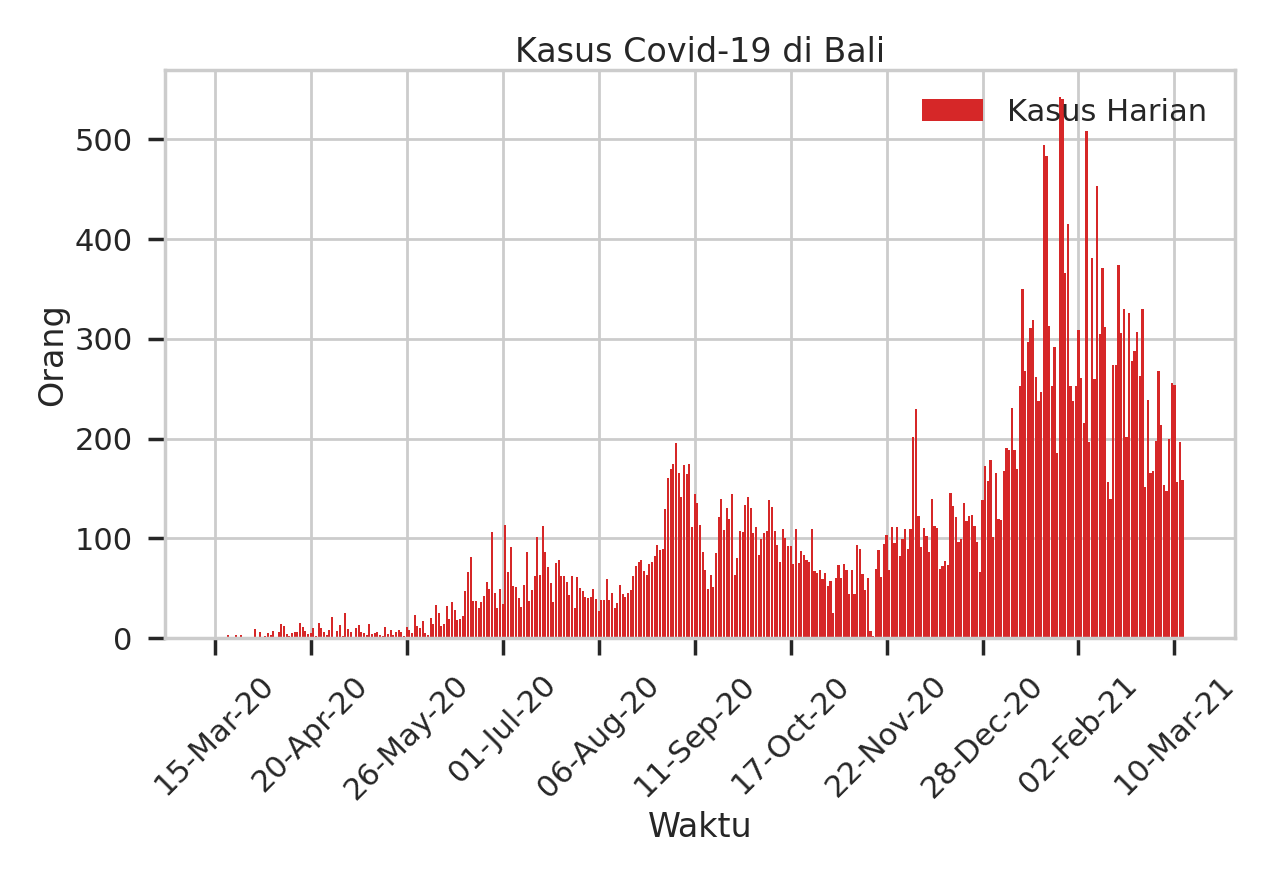 Kasus Covid-19 di Bali
Kasus Harian
500
400
300
200
100
0
Orang
15-Mar-20
20-Apr-20
26-May-20
01-Jul-20
06-Aug-20
11-Sep-20
17-Oct-20
22-Nov-20
28-Dec-20
02-Feb-21
10-Mar-21
Waktu